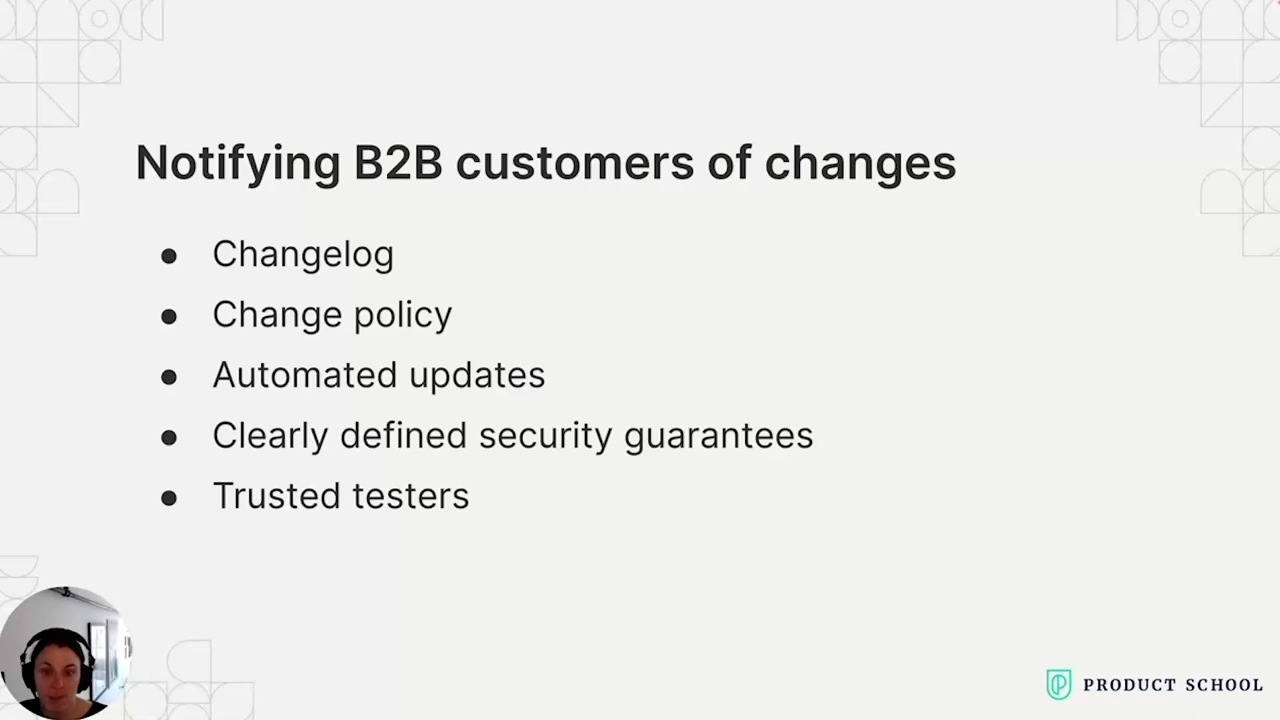 Notifying B2B customers of changes
● Changelog
● Change policy
● Automated updates
● Clearly defined security guarantees
● Trusted testers
PRODUCT SCHOOL